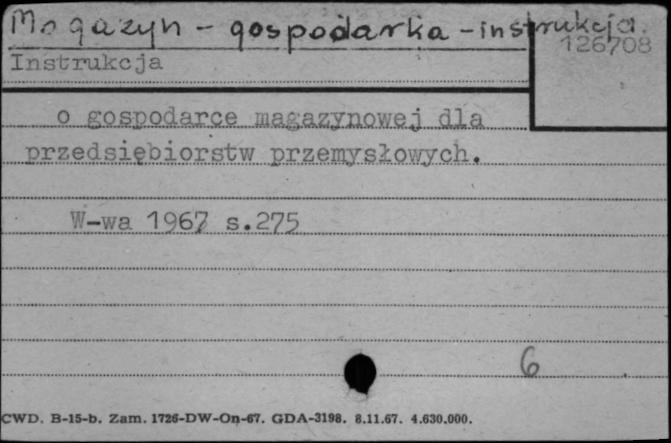 Magazyn - gospodarka - instrukcja.
126708
Instrukcja
o gospodarce magazynowej dla
przedsiębiorstw przemysłowych.
W-wa 1967 s.275
6
CWD. B-15-b. Zam. 1726-DW-On-67. GDA-3198. 8.11.67. 4.630.000.